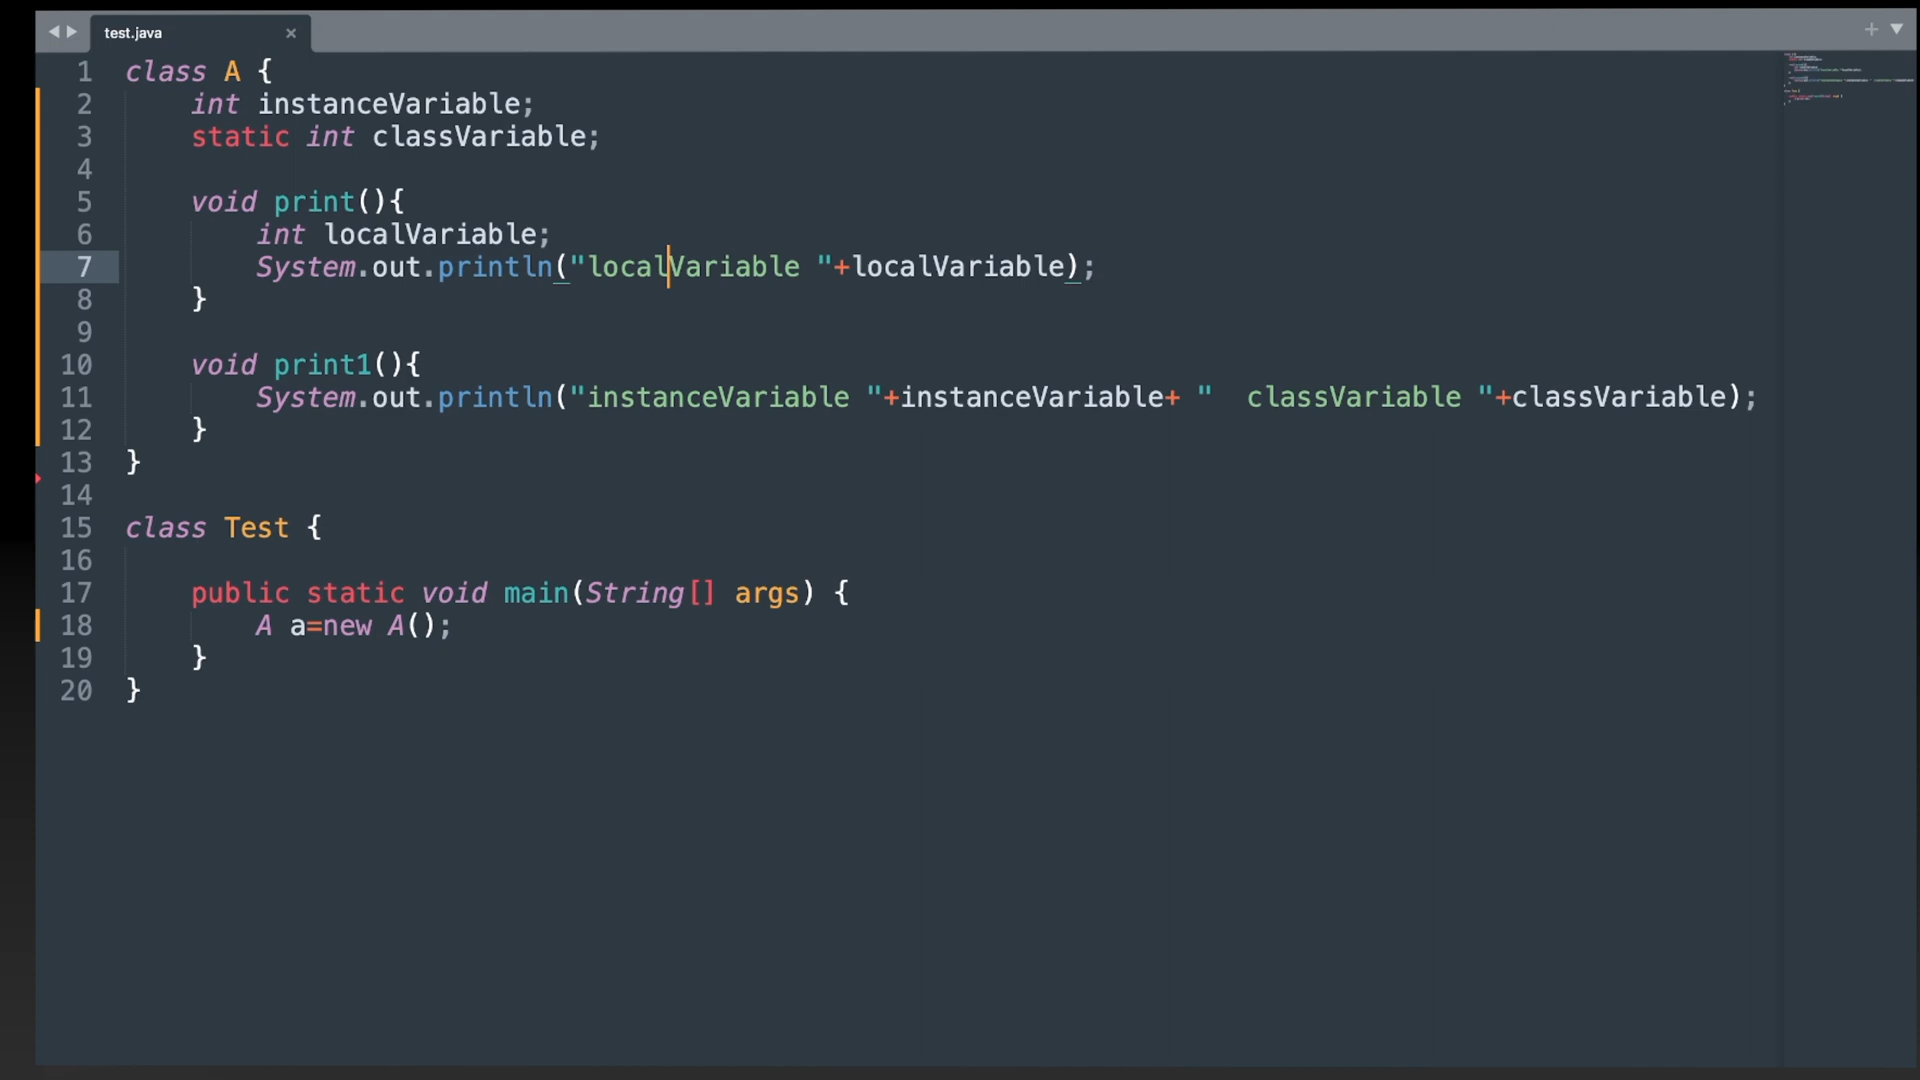 test.java
1 class A {
2 int instanceVariable;
3 static int classVariable;
4
5 void print(){
6 int localVariable;
7 System.out.println("localVariable "+localVariable);
8 }
9
10 void print1(){
11 System.out.println("instanceVariable "+instanceVariable+ "  classVariable "+classVariable);
12 }
13 }
14
15 class Test {
16
17 public static void main(String[] args) {
18 A a=new A();
19 }
20 }